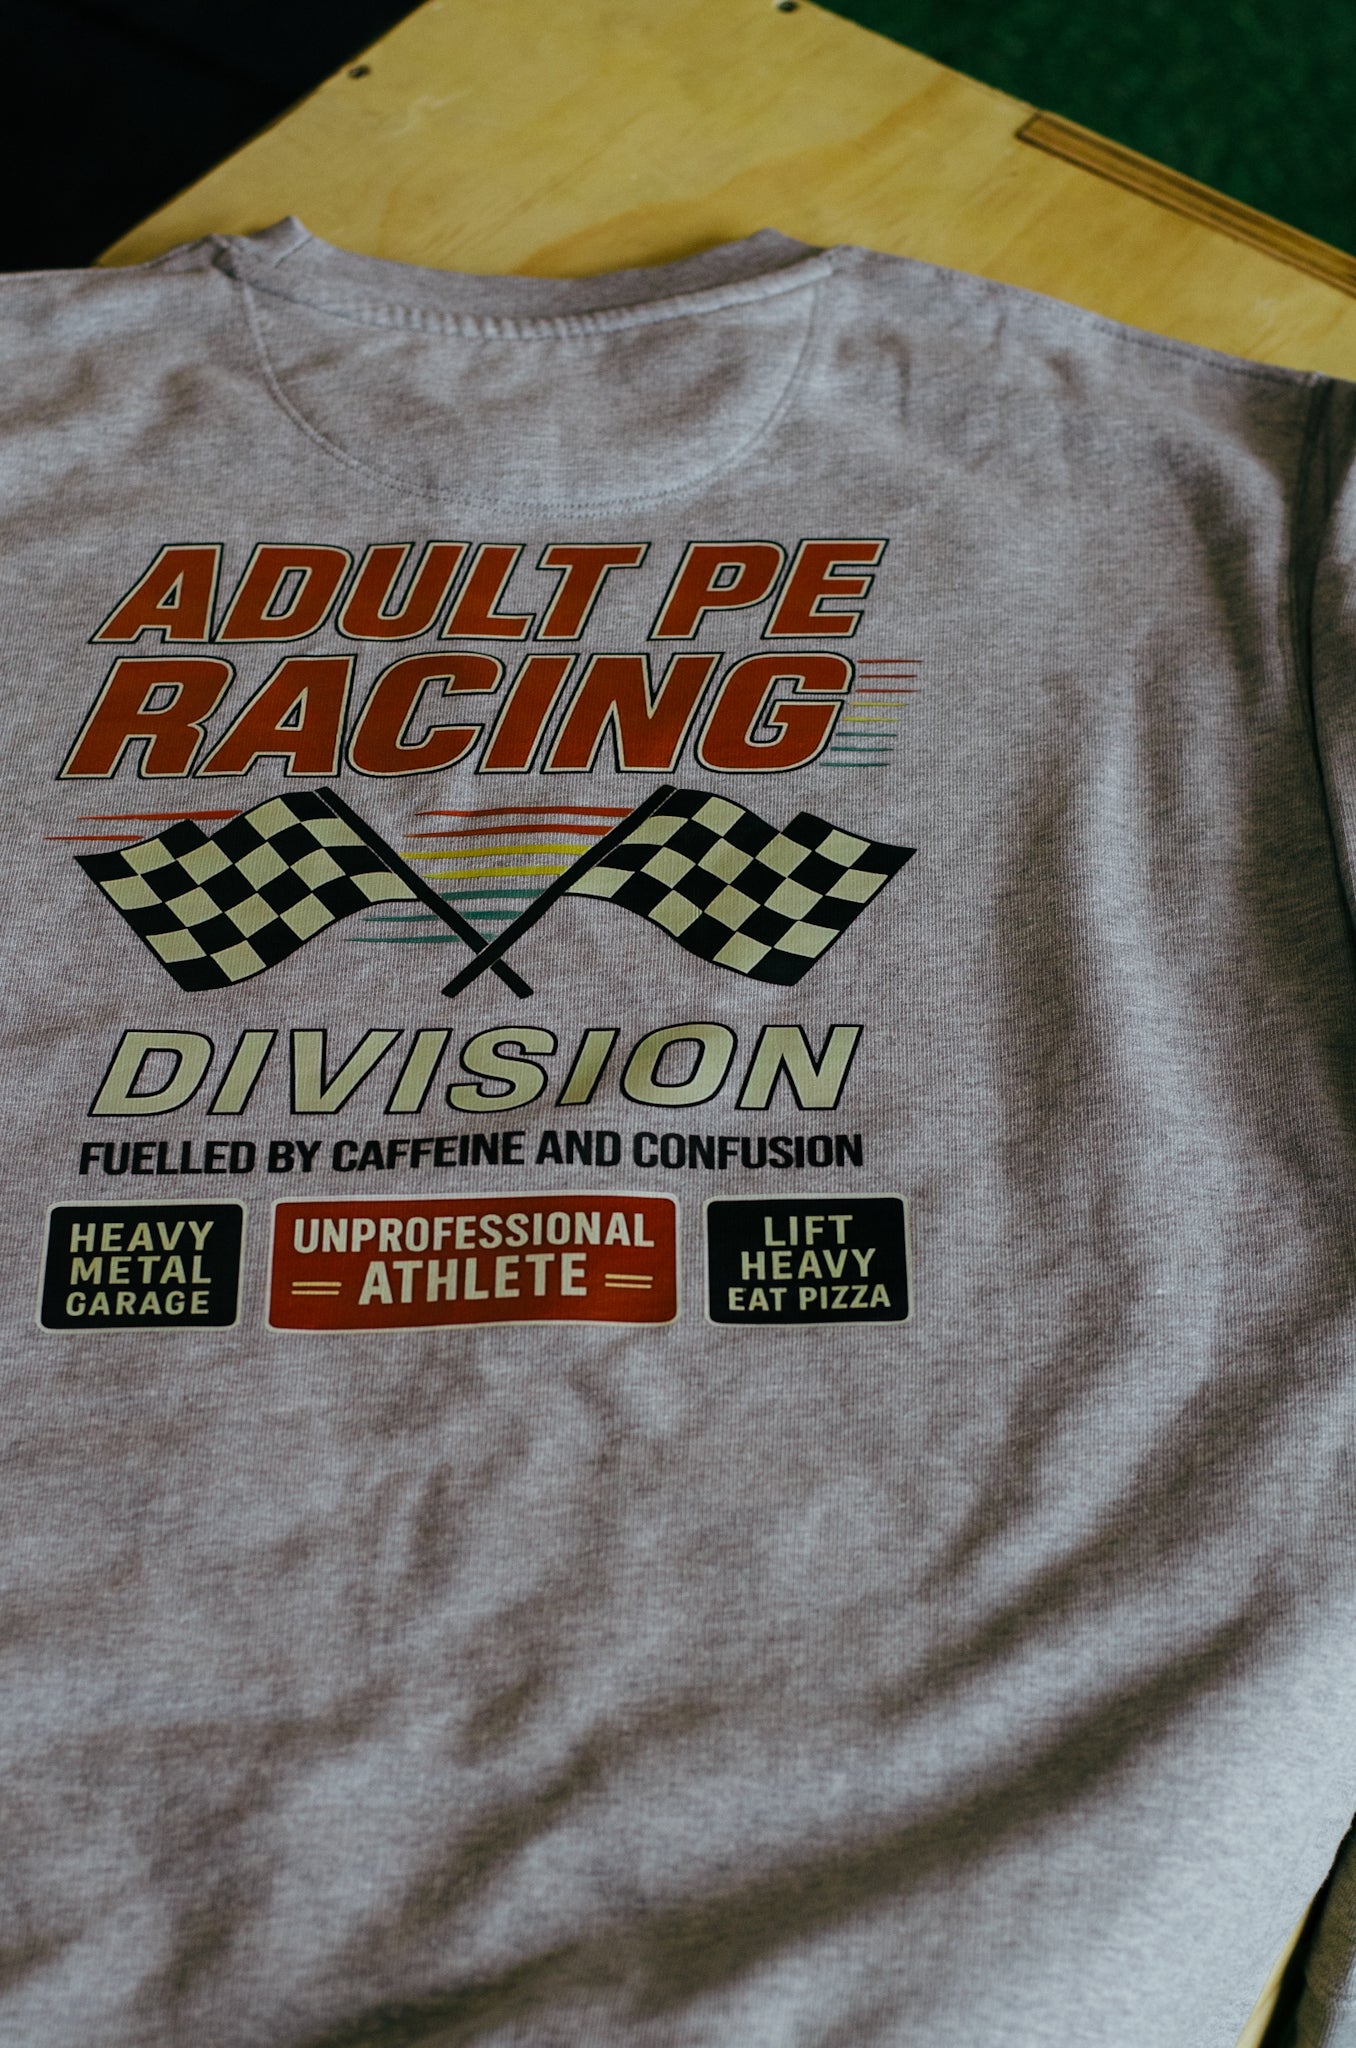 ADULT PE
RACING
DIVISION
FUELLED BY CAFFEINE AND CONFUSION
HEAVY
METAL
GARAGE
UNPROFESSIONAL
ATHLETE
LIFT
HEAVY
EAT PIZZA